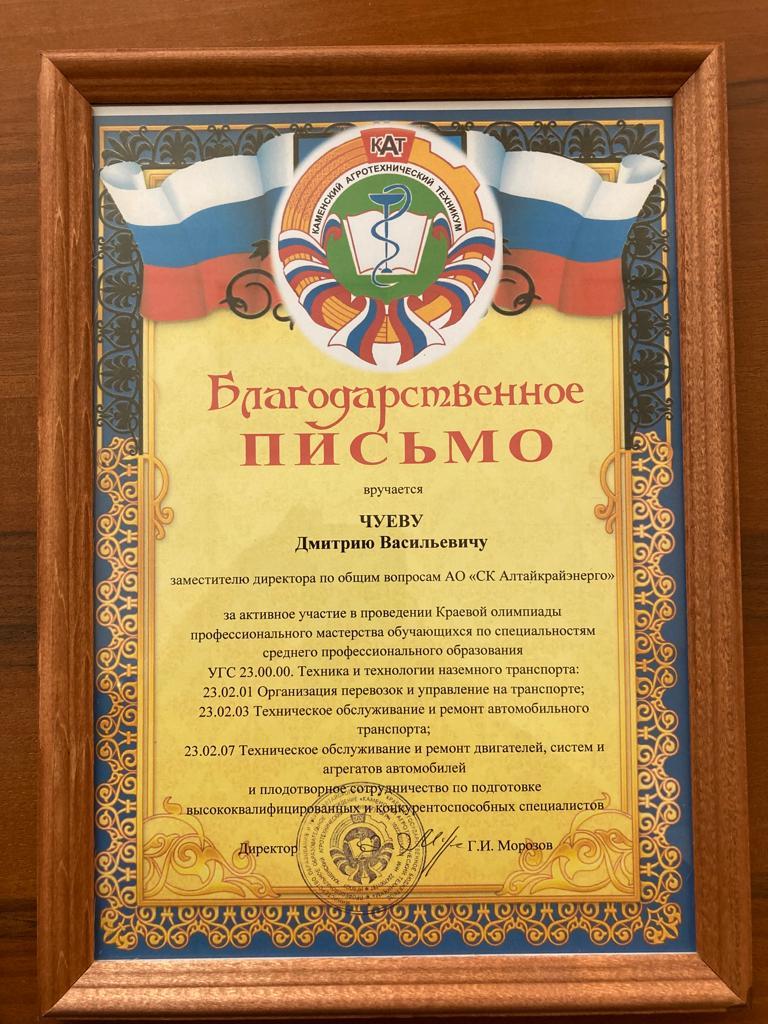 КАТ
КАМЕНСКИЙ АГРОТЕХНИЧЕСКИЙ ТЕХНИКУМ
Благодарственное
ПИСЬМО
вручается
ЧУЕВУ
Дмитрию Васильевичу
заместителю директора по общим вопросам АО «СК Алтайкрайэнерго»
за активное участие в проведении Краевой олимпиады
профессионального мастерства обучающихся по специальностям
среднего профессионального образования
УГС 23.00.00. Техника и технологии наземного транспорта:
23.02.01 Организация перевозок и управление на транспорте;
23.02.03 Техническое обслуживание и ремонт автомобильного
транспорта;
23.02.07 Техническое обслуживание и ремонт двигателей, систем и
агрегатов автомобилей
и плодотворное сотрудничество по подготовке
высококвалифицированных и конкурентоспособных специалистов
Директор Г.И. Морозов